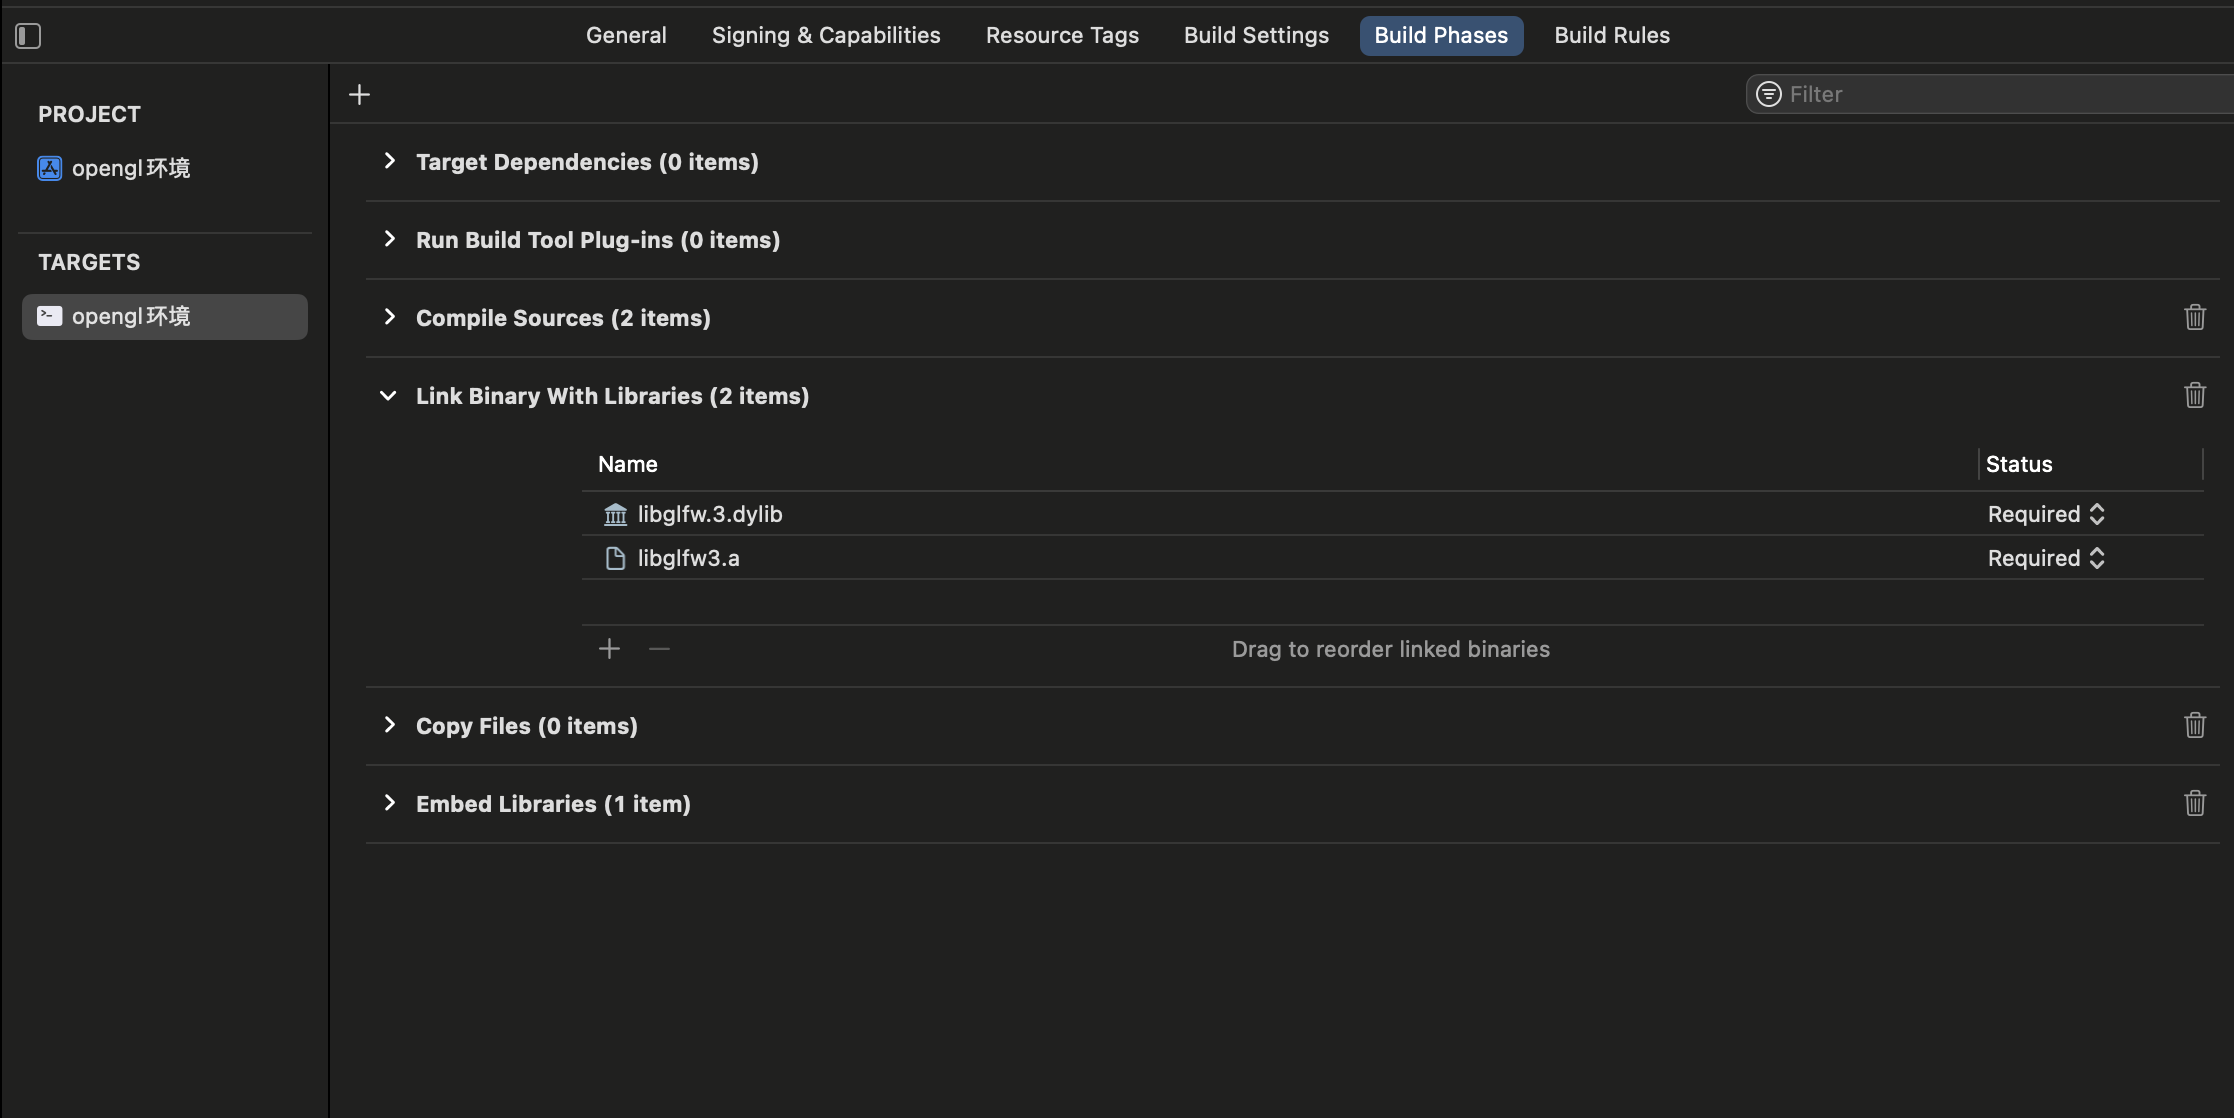 General Signing & Capabilities Resource Tags Build Settings Build Phases Build Rules
Filter
PROJECT
opengl环境
TARGETS
opengl环境
Target Dependencies (0 items)
Run Build Tool Plug-ins (0 items)
Compile Sources (2 items)
Link Binary With Libraries (2 items)
Name Status
libglfw.3.dylib Required
libglfw3.a Required
Drag to reorder linked binaries
Copy Files (0 items)
Embed Libraries (1 item)